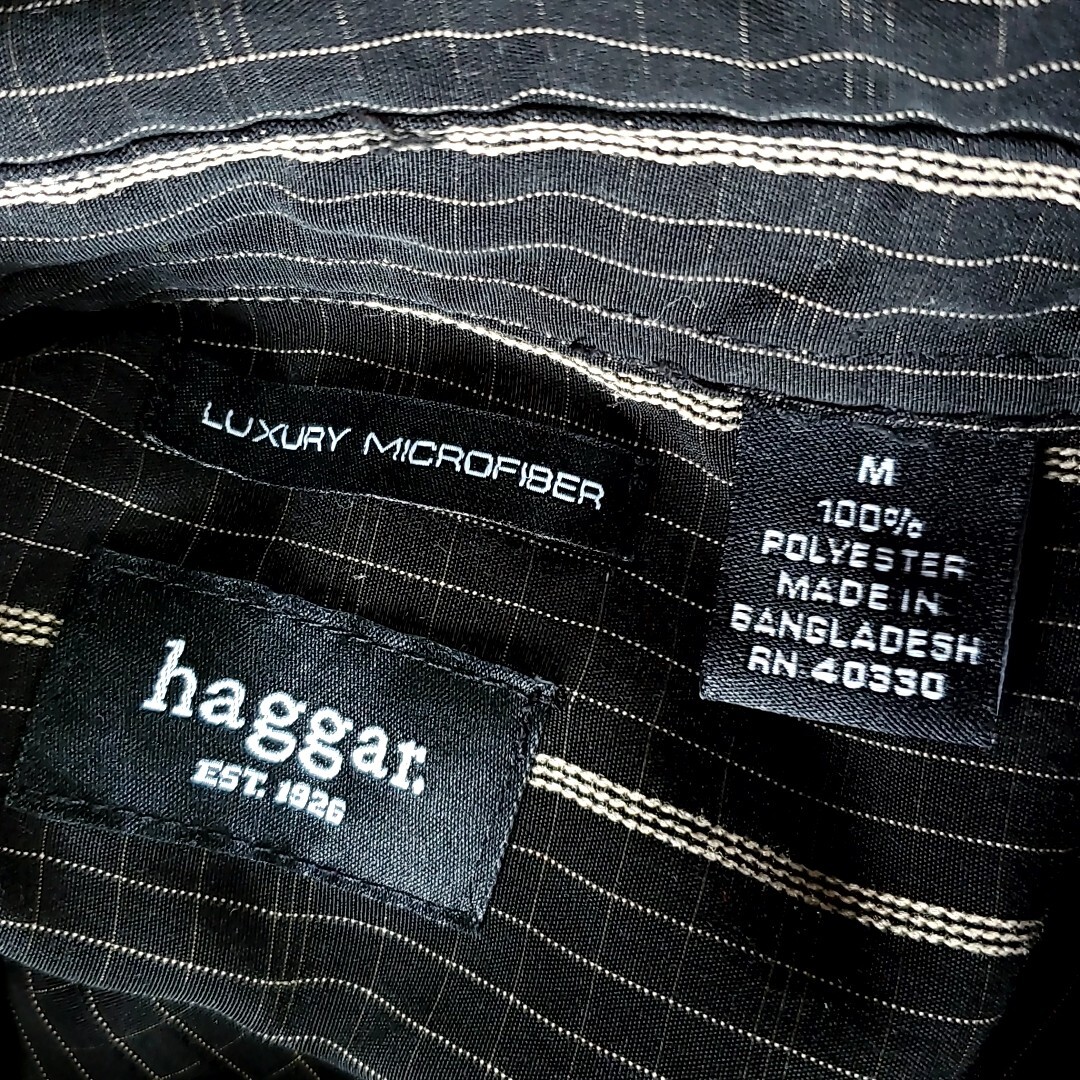 LUXURY MICROFIBER
M
100%
POLYESTER
MADE IN
BANGLADESH
RN 40330
haggar.
EST. 1926